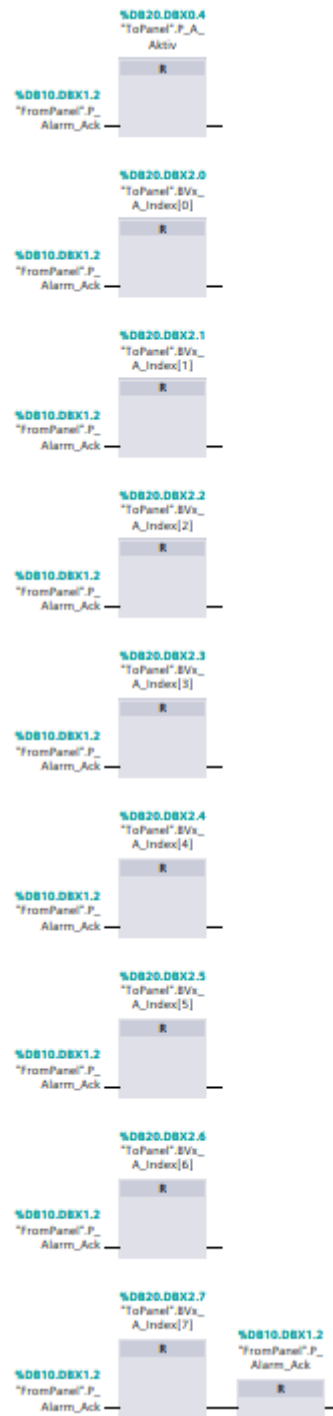 %DB20.DBX0.4
"ToPanel".P_A_
Aktiv
R
%DB10.DBX1.2
"FromPanel".P_
Alarm_Ack
%DB20.DBX2.0
"ToPanel".BVx_
A_Index[0]
R
%DB10.DBX1.2
"FromPanel".P_
Alarm_Ack
%DB20.DBX2.1
"ToPanel".BVx_
A_Index[1]
R
%DB10.DBX1.2
"FromPanel".P_
Alarm_Ack
%DB20.DBX2.2
"ToPanel".BVx_
A_Index[2]
R
%DB10.DBX1.2
"FromPanel".P_
Alarm_Ack
%DB20.DBX2.3
"ToPanel".BVx_
A_Index[3]
R
%DB10.DBX1.2
"FromPanel".P_
Alarm_Ack
%DB20.DBX2.4
"ToPanel".BVx_
A_Index[4]
R
%DB10.DBX1.2
"FromPanel".P_
Alarm_Ack
%DB20.DBX2.5
"ToPanel".BVx_
A_Index[5]
R
%DB10.DBX1.2
"FromPanel".P_
Alarm_Ack
%DB20.DBX2.6
"ToPanel".BVx_
A_Index[6]
R
%DB10.DBX1.2
"FromPanel".P_
Alarm_Ack
%DB20.DBX2.7
"ToPanel".BVx_
A_Index[7]
R
%DB10.DBX1.2
"FromPanel".P_
Alarm_Ack
%DB10.DBX1.2
"FromPanel".P_
Alarm_Ack
R